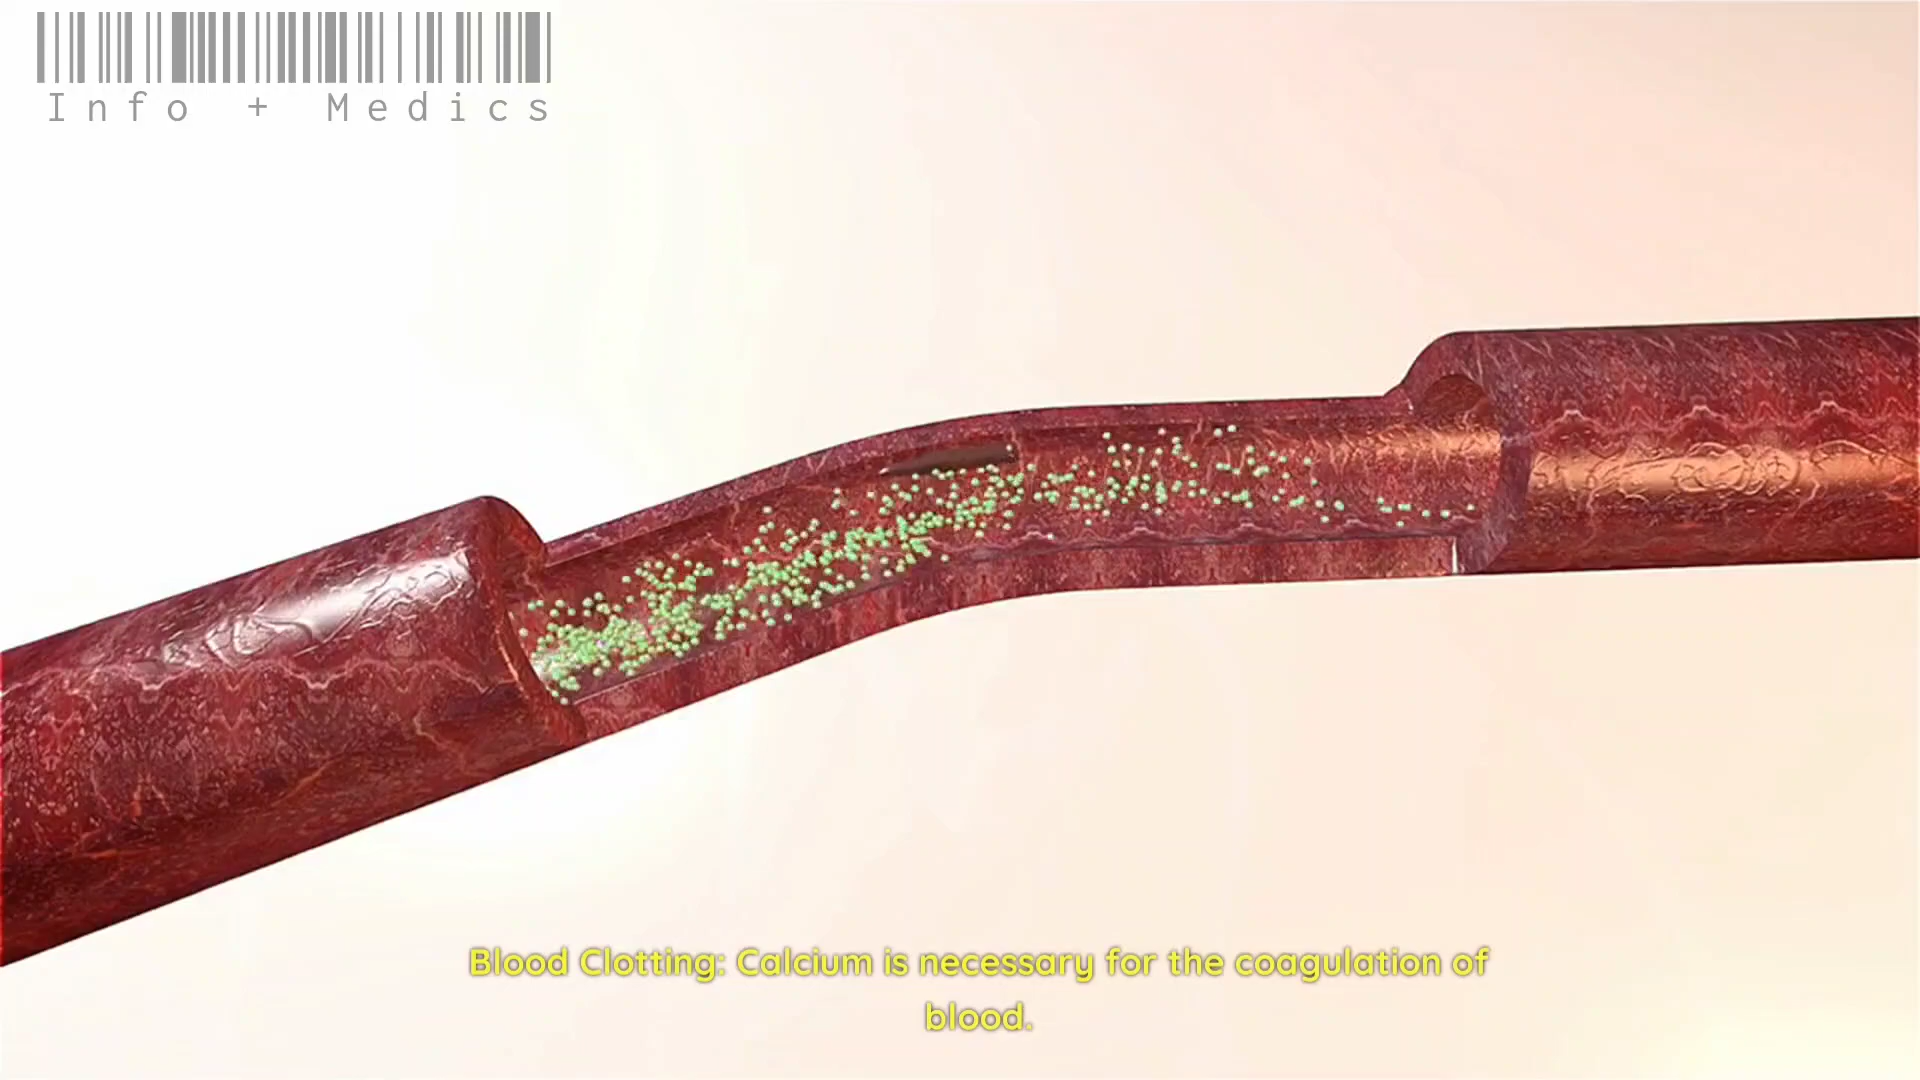 Info + Medics
Blood Clotting: Calcium is necessary for the coagulation of
blood.